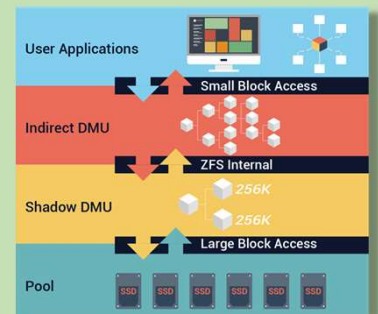 User Applications
Small Block Access
Indirect DMU
ZFS Internal
Shadow DMU
256K
256K
Large Block Access
Pool
SSD SSD SSD SSD SSD SSD